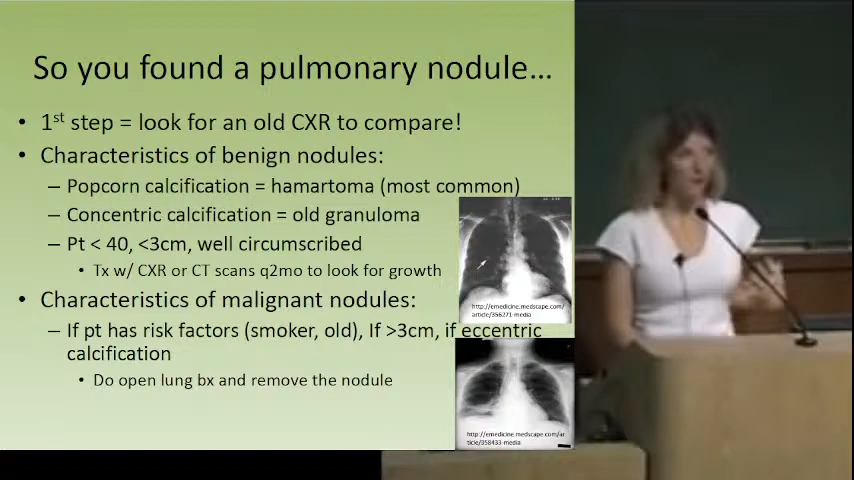 So you found a pulmonary nodule...
• 1st step = look for an old CXR to compare!
• Characteristics of benign nodules:
– Popcorn calcification = hamartoma (most common)
– Concentric calcification = old granuloma
– Pt < 40, <3cm, well circumscribed
• Tx w/ CXR or CT scans q2mo to look for growth
http://emedicine.medscape.com/
article/356271-media
• Characteristics of malignant nodules:
– If pt has risk factors (smoker, old), If >3cm, if eccentric
calcification
• Do open lung bx and remove the nodule
http://emedicine.medscape.com/ar
ticle/358433-media